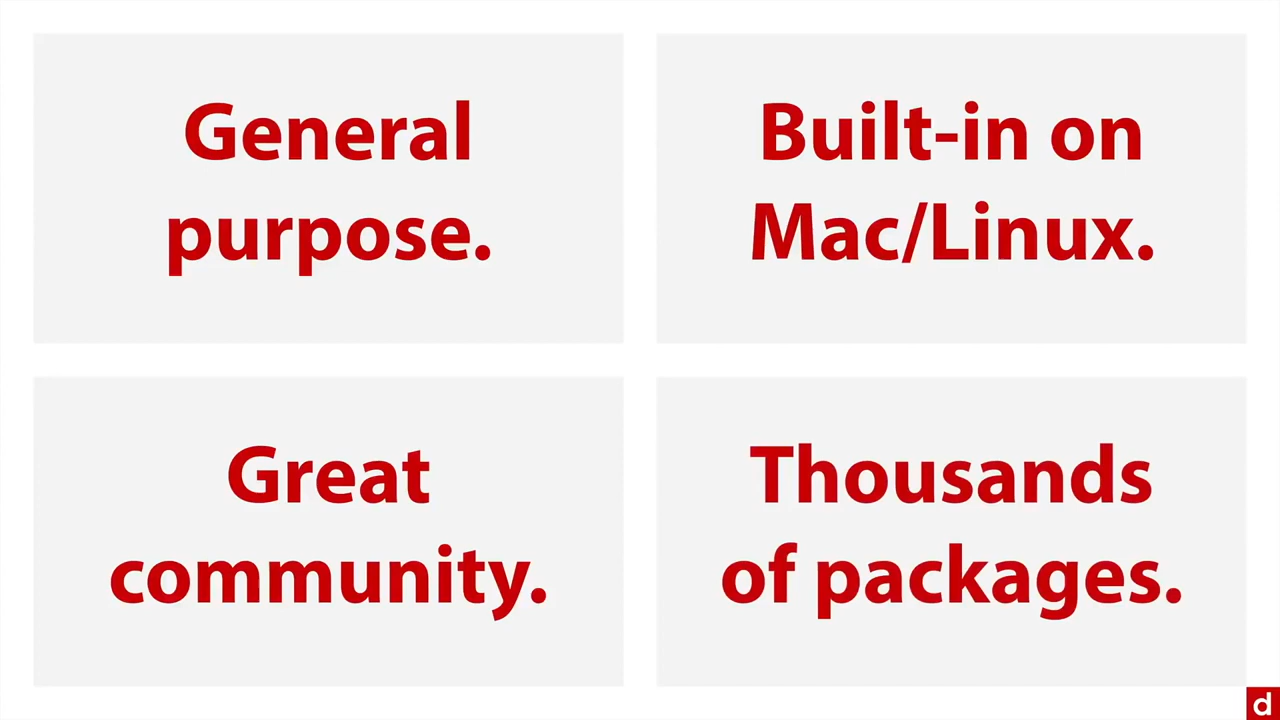 General
purpose.
Built-in on
Mac/Linux.
Great
community.
Thousands
of packages.
d